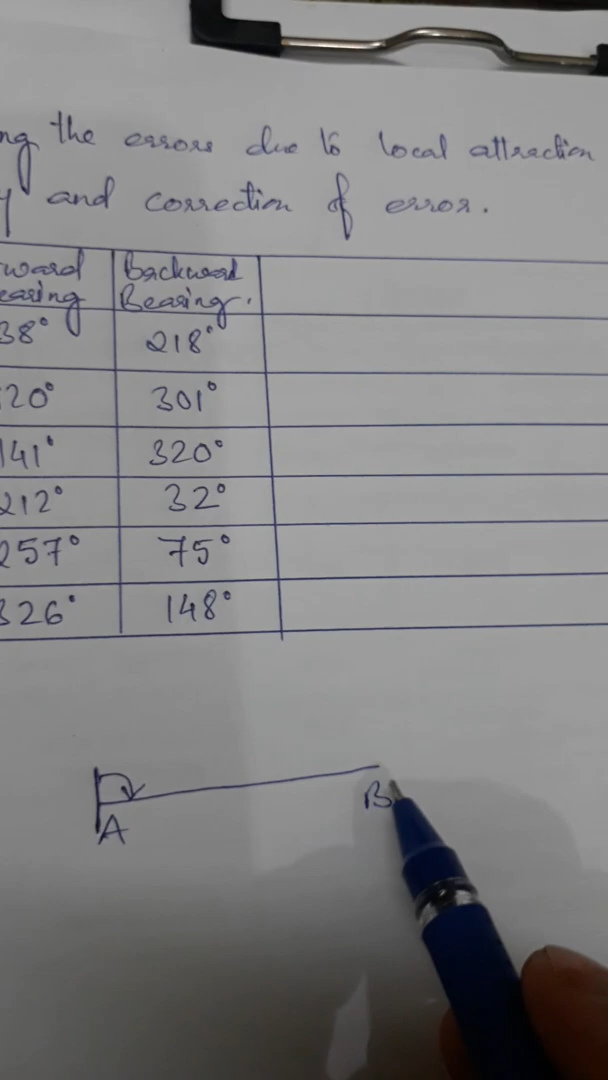 the errors due to local attraction
and correction of error.
Backward
Bearing.
38° 218°
20° 301°
141° 320°
212° 32°
257° 75°
326° 148°
A B